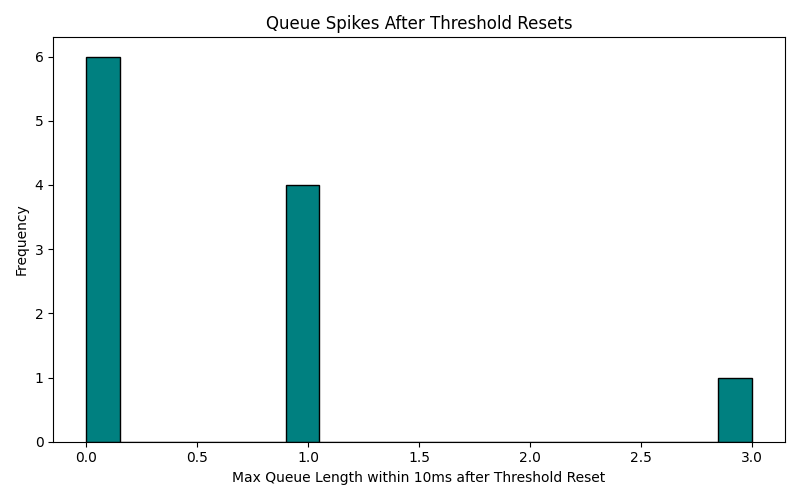 Queue Spikes After Threshold Resets
Frequency
6
5
4
3
2
1
0
0.0 0.5 1.0 1.5 2.0 2.5 3.0
Max Queue Length within 10ms after Threshold Reset